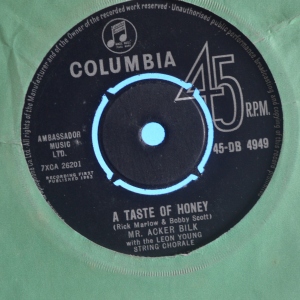 COLUMBIA
45
R.P.M.
AMBASSADOR
MUSIC
LTD.
7XCA 26201
45-DB 4949
RECORDING FIRST
PUBLISHED 1962
A TASTE OF HONEY
(Rick Marlow & Bobby Scott)
MR. ACKER BILK
with the LEON YOUNG
STRING CHORALE